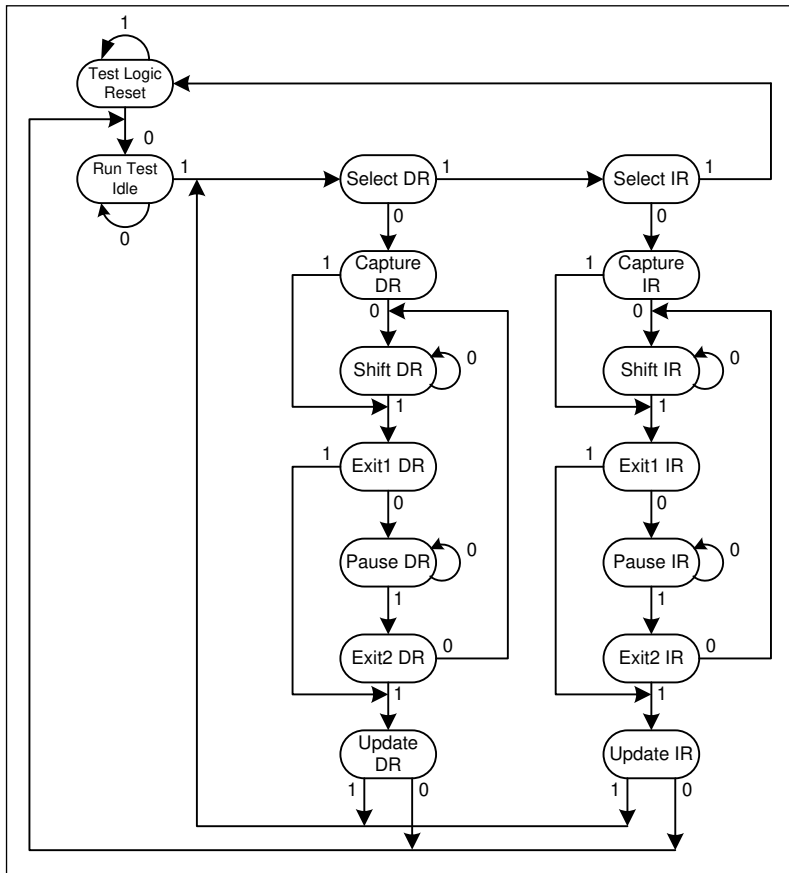 1
Test Logic
Reset
0
Run Test
Idle
1
0
Select DR
1
Select IR
1
0
0
Capture
DR
1
0
Capture
IR
1
0
Shift DR
0
1
Shift IR
0
1
Exit1 DR
1
0
Exit1 IR
1
0
Pause DR
0
1
Pause IR
0
1
Exit2 DR
0
1
Exit2 IR
0
1
Update
DR
1
0
Update IR
1
0